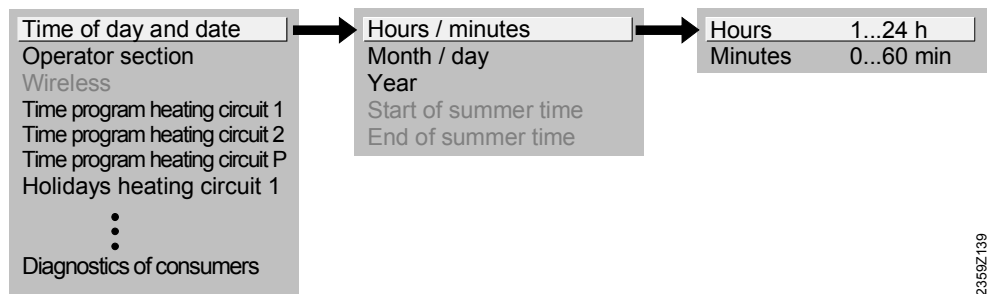 Time of day and date
Operator section
Wireless
Time program heating circuit 1
Time program heating circuit 2
Time program heating circuit P
Holidays heating circuit 1
Diagnostics of consumers
Hours / minutes
Month / day
Year
Start of summer time
End of summer time
Hours 1...24 h
Minutes 0...60 min
2359Z139